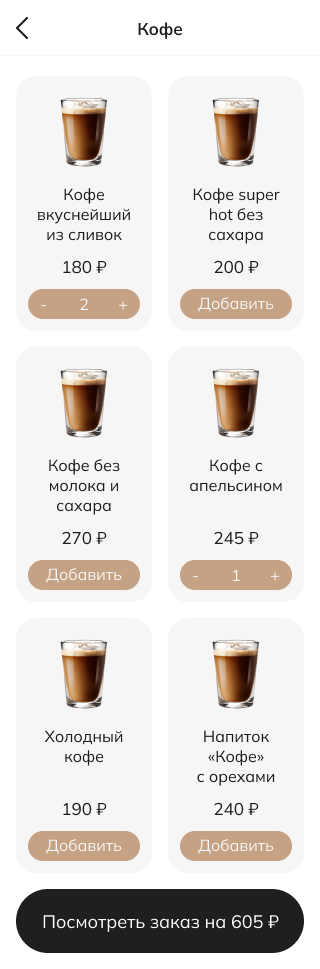 Кофе
Кофе
вкуснейший
из сливок
180 ₽
- 2 +
Кофе super
hot без
сахара
200 ₽
Добавить
Кофе без
молока и
сахара
270 ₽
Добавить
Кофе с
апельсином
245 ₽
- 1 +
Холодный
кофе
190 ₽
Добавить
Напиток
«Кофе»
с орехами
240 ₽
Добавить
Посмотреть заказ на 605 ₽